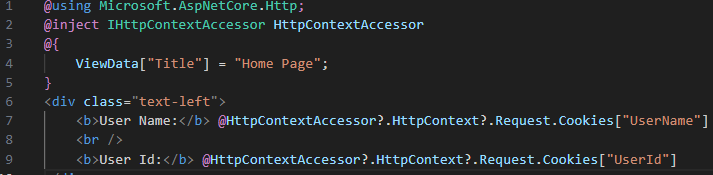 1 @using Microsoft.AspNetCore.Http;
2 @inject IHttpContextAccessor HttpContextAccessor
3 @{
4 ViewData["Title"] = "Home Page";
5 }
6 <div class="text-left">
7 <b>User Name:</b> @HttpContextAccessor?.HttpContext?.Request.Cookies["UserName"]
8 <br />
9 <b>User Id:</b> @HttpContextAccessor?.HttpContext?.Request.Cookies["UserId"]